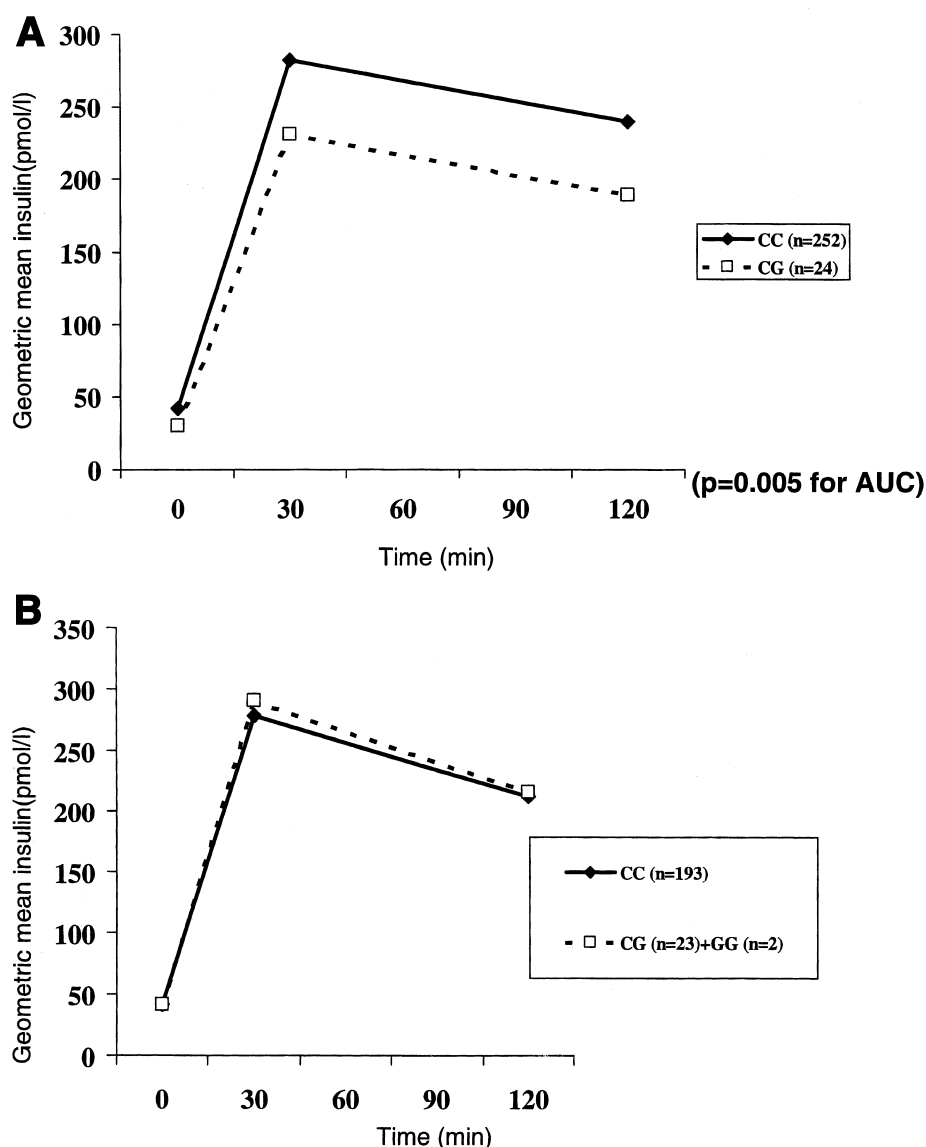 A
Geometric mean insulin(pmol/l)
300
250
200
150
100
50
0
0 30 60 90 120
Time (min)
CC (n=252)
CG (n=24)
(p=0.005 for AUC)
B
Geometric mean insulin(pmol/l)
350
300
250
200
150
100
50
0
0 30 60 90 120
Time (min)
CC (n=193)
CG (n=23)+GG (n=2)